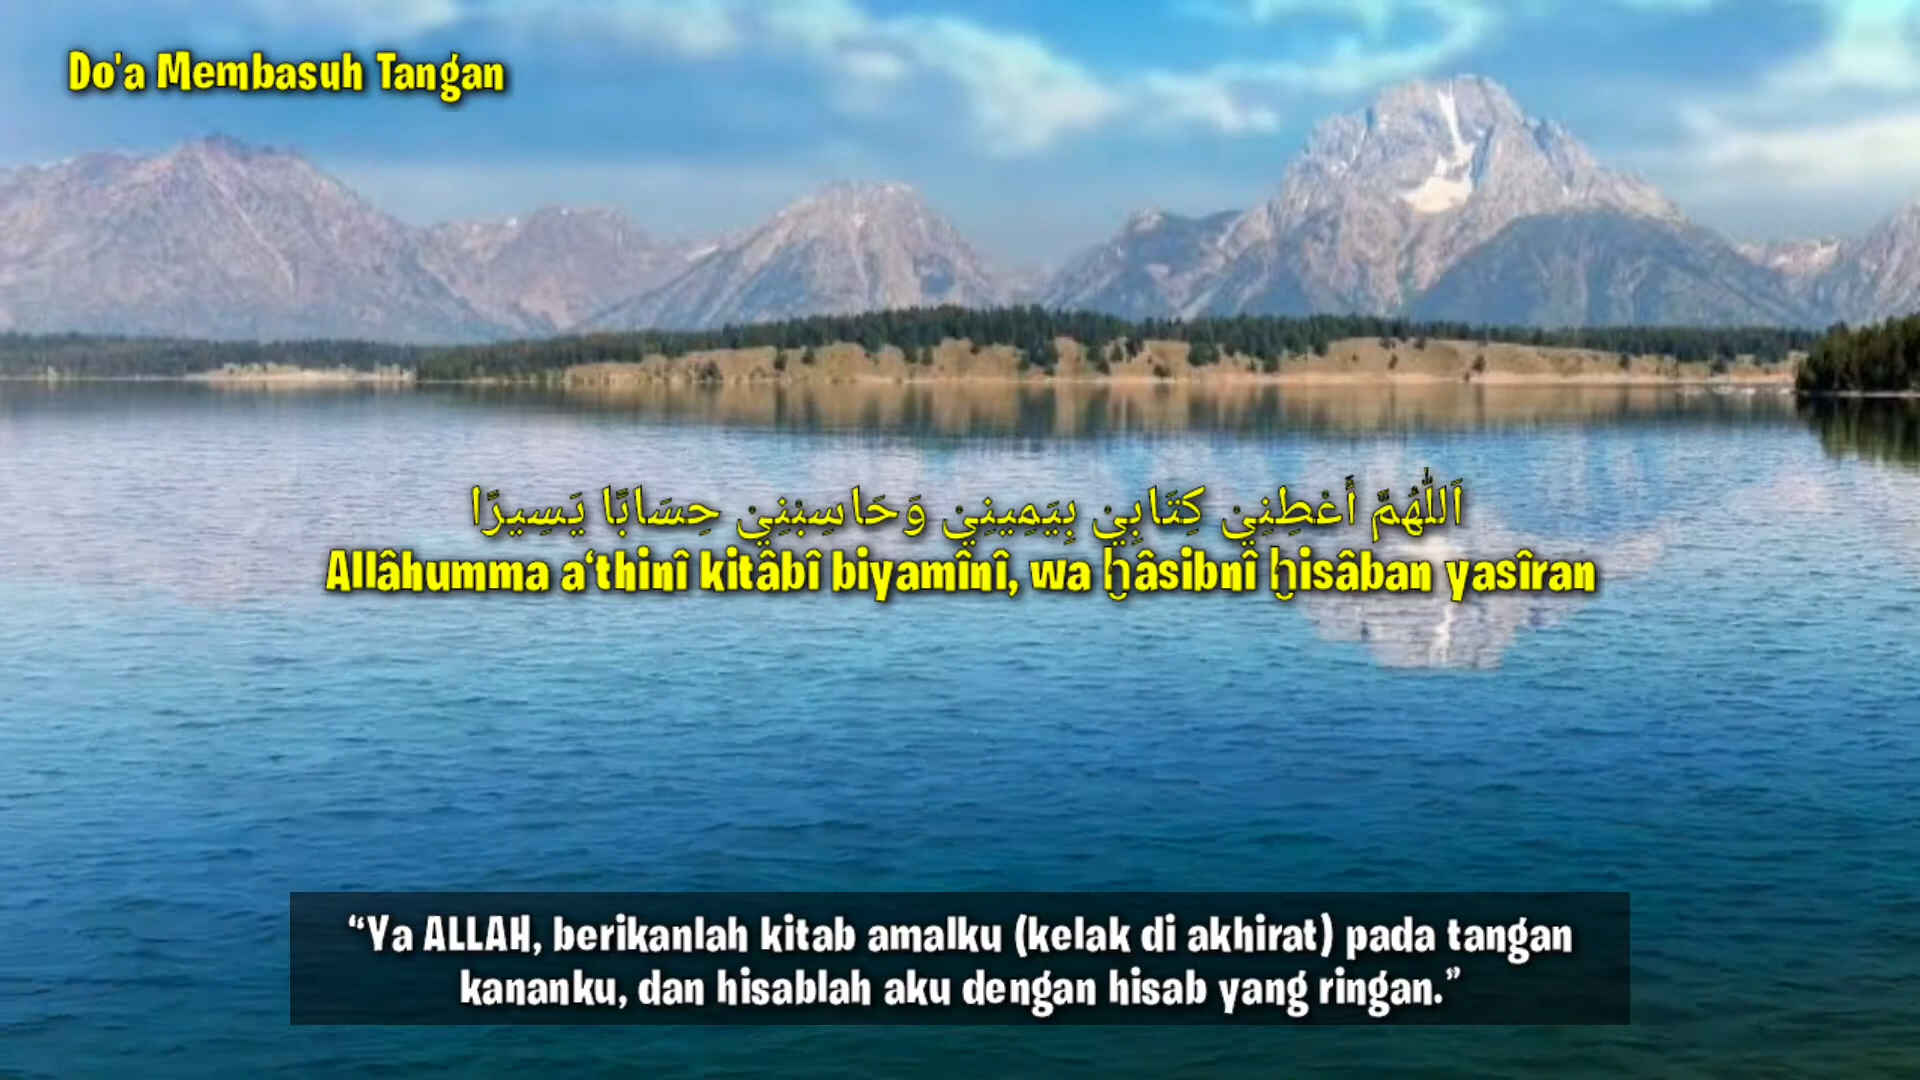 Do'a Membasuh Tangan
اَللّٰهُمَّ أَعْطِنِيْ كِتَابِيْ بِيَمِينِيْ وَحَاسِبْنِيْ حِسَابًا يَسِيرًا
Allâhumma a‘thinî kitâbî biyamînî, wa ḫâsibnî ḫisâban yasîran
“Ya ALLAH, berikanlah kitab amalku (kelak di akhirat) pada tangan
kananku, dan hisablah aku dengan hisab yang ringan.”